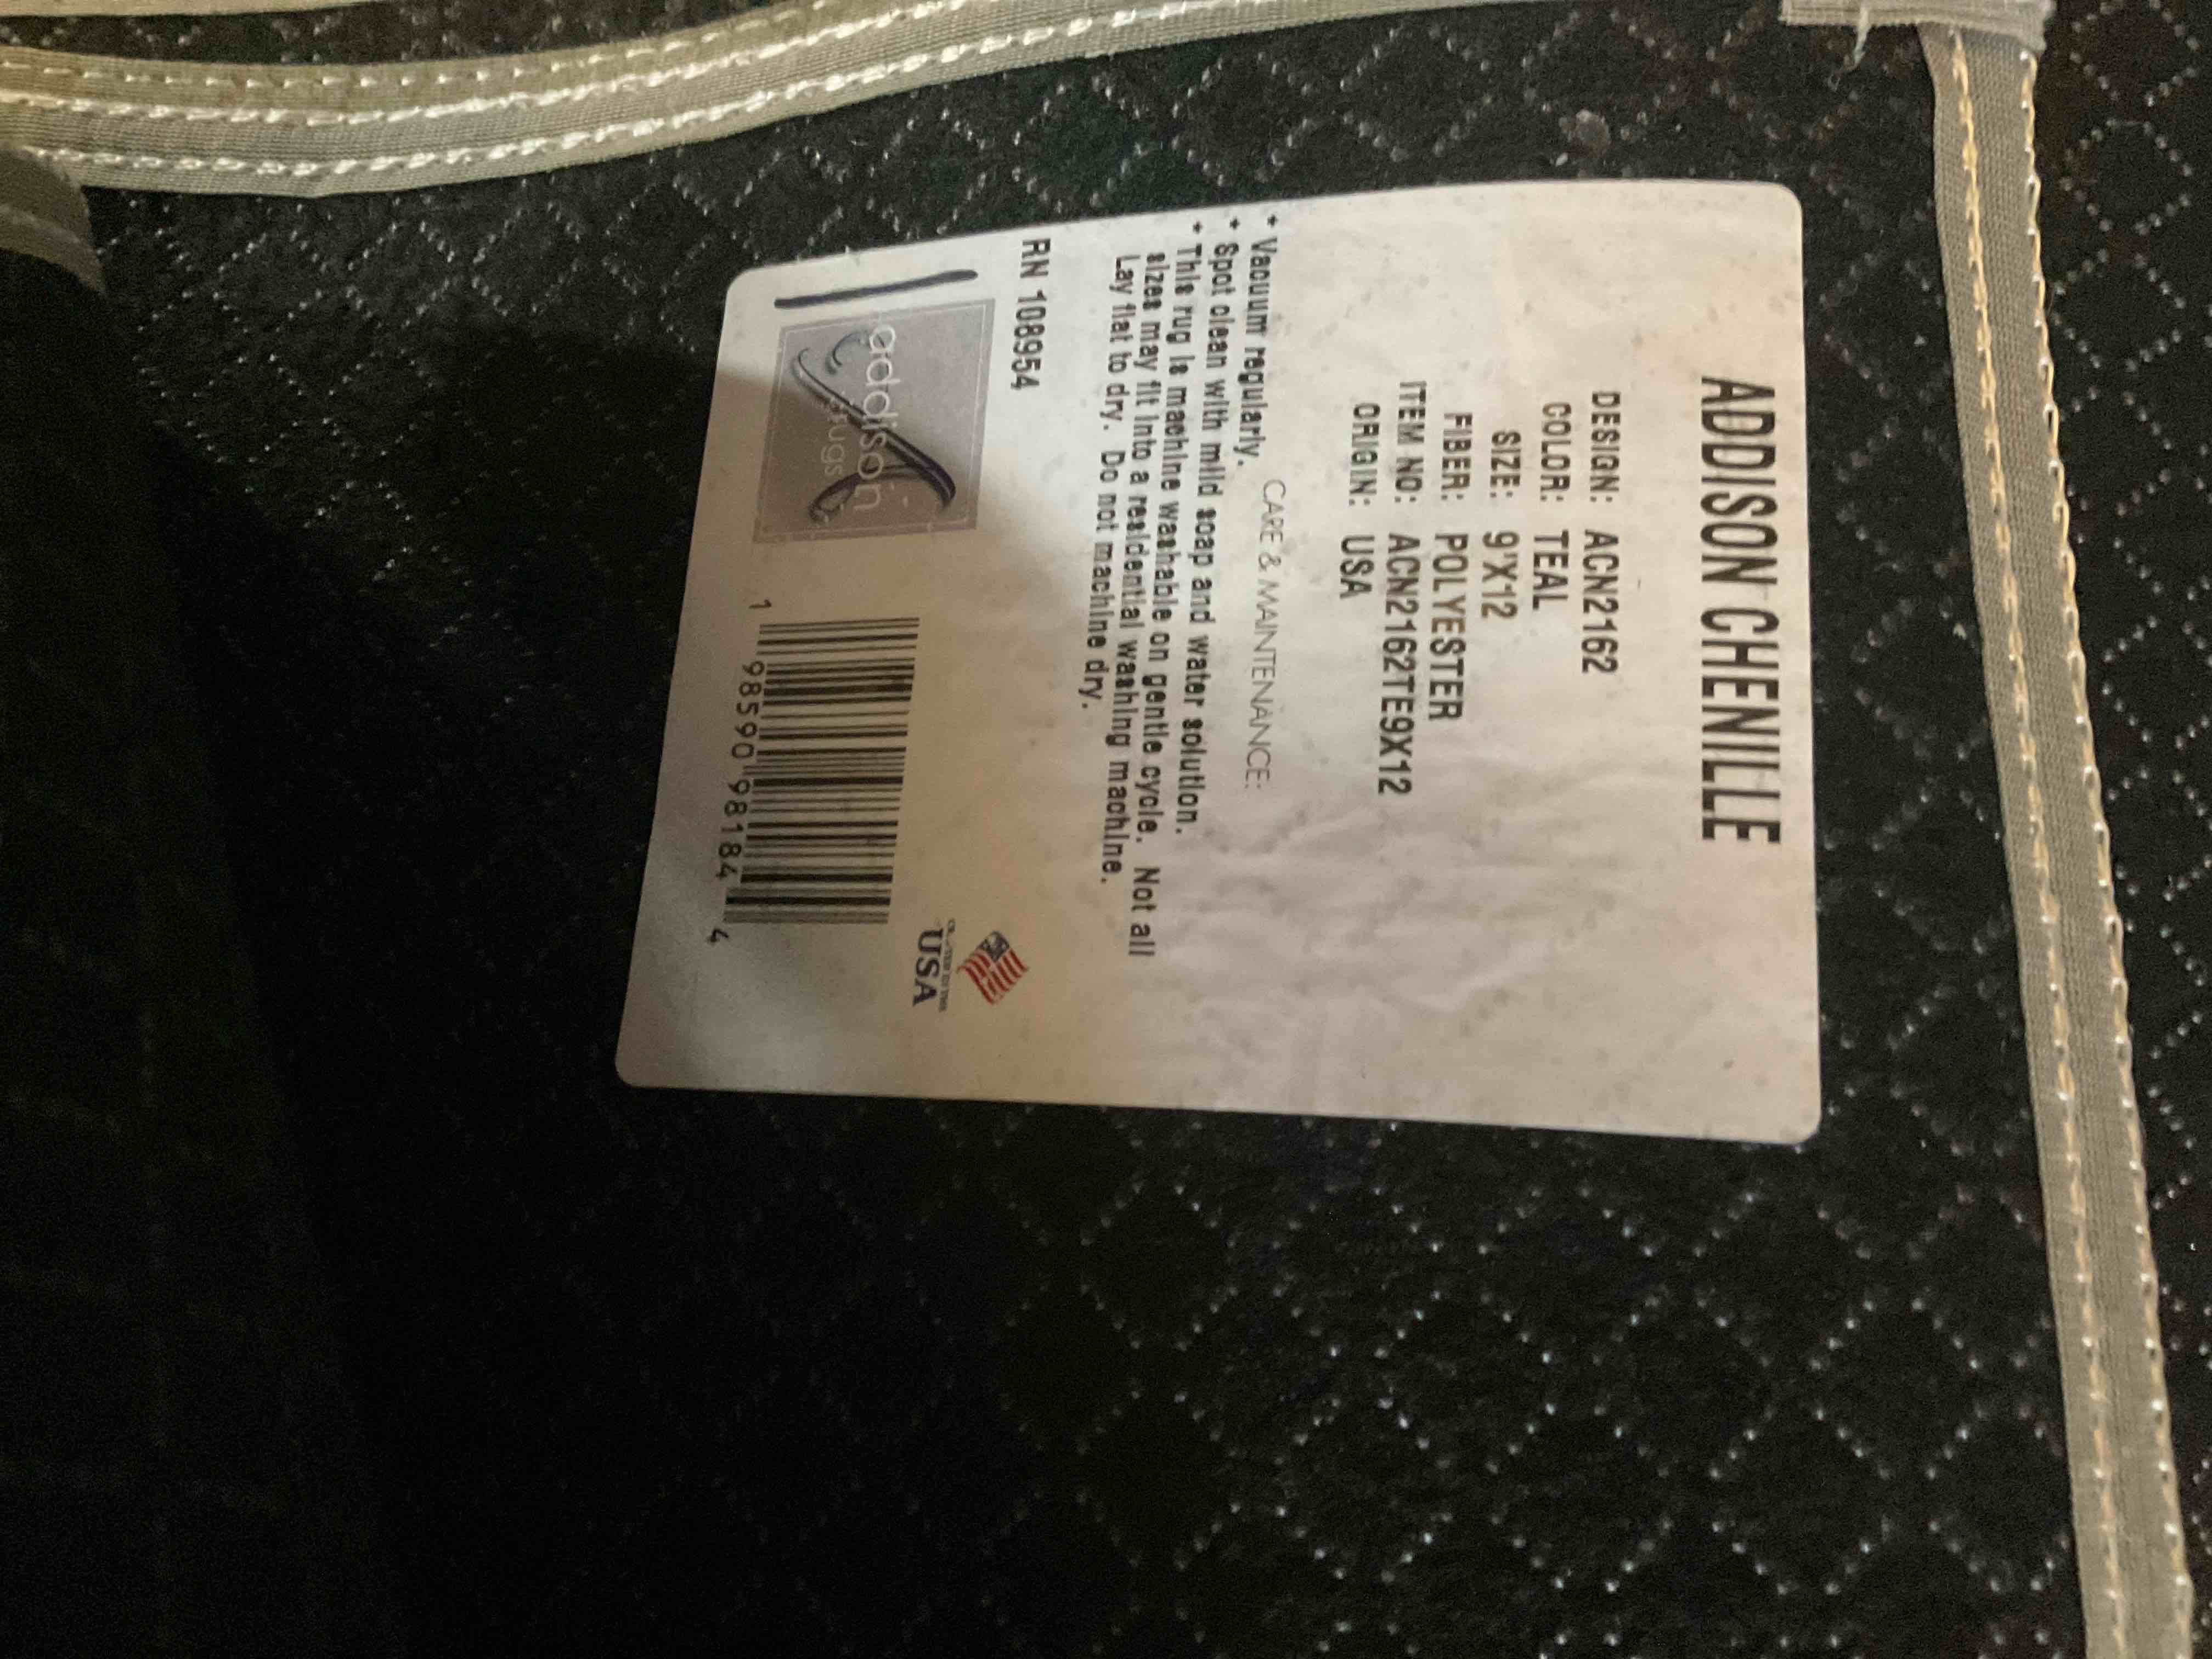 ADDISON CHENILLE
DESIGN: ACN2162
COLOR: TEAL
SIZE: 9'X12
FIBER: POLYESTER
ITEM NO: ACN2162TE9X12
ORIGIN: USA
CARE & MAINTENANCE:
* Vacuum regularly.
* Spot clean with mild soap and water solution.
* This rug is machine washable on gentle cycle. Not all
sizes may fit into a residential washing machine.
Lay flat to dry. Do not machine dry.
RN 108954
addison
rugs
USA
1 98590 98184 4